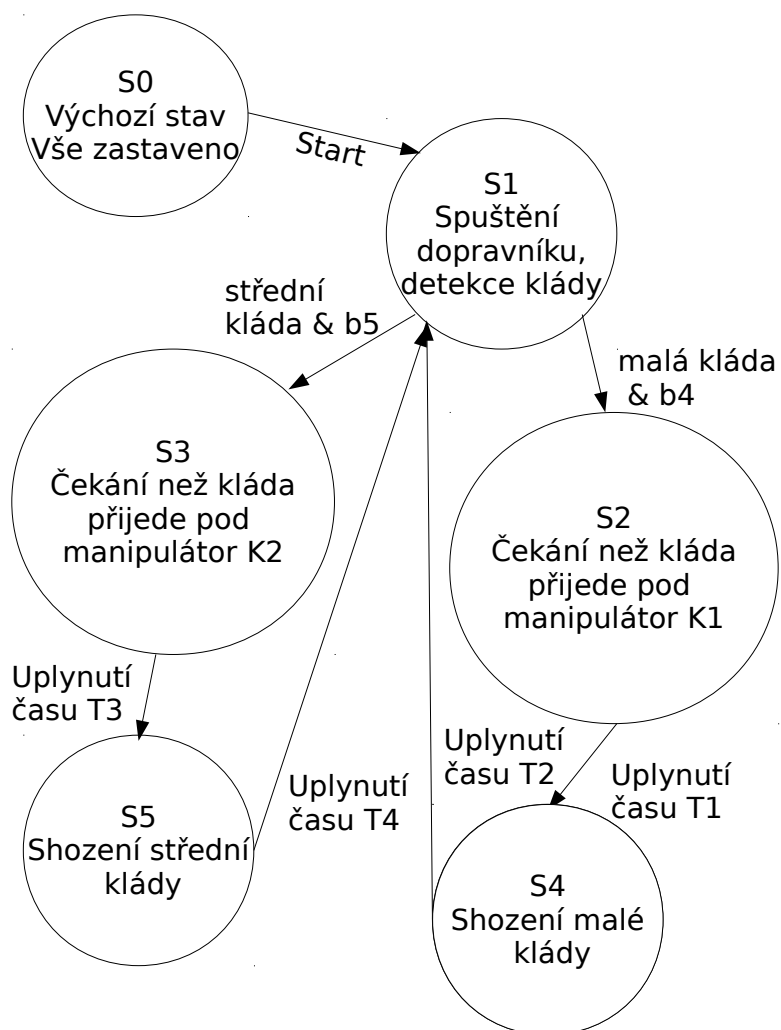 S0
Výchozí stav
Vše zastaveno
Start
S1
Spuštění
dopravníku,
detekce klády
střední
kláda & b5
malá kláda
& b4
S3
Čekání než kláda
přijede pod
manipulátor K2
S2
Čekání než kláda
přijede pod
manipulátor K1
Uplynutí
času T3
Uplynutí
času T4
Uplynutí
času T2
Uplynutí
času T1
S5
Shození střední
klády
S4
Shození malé
klády